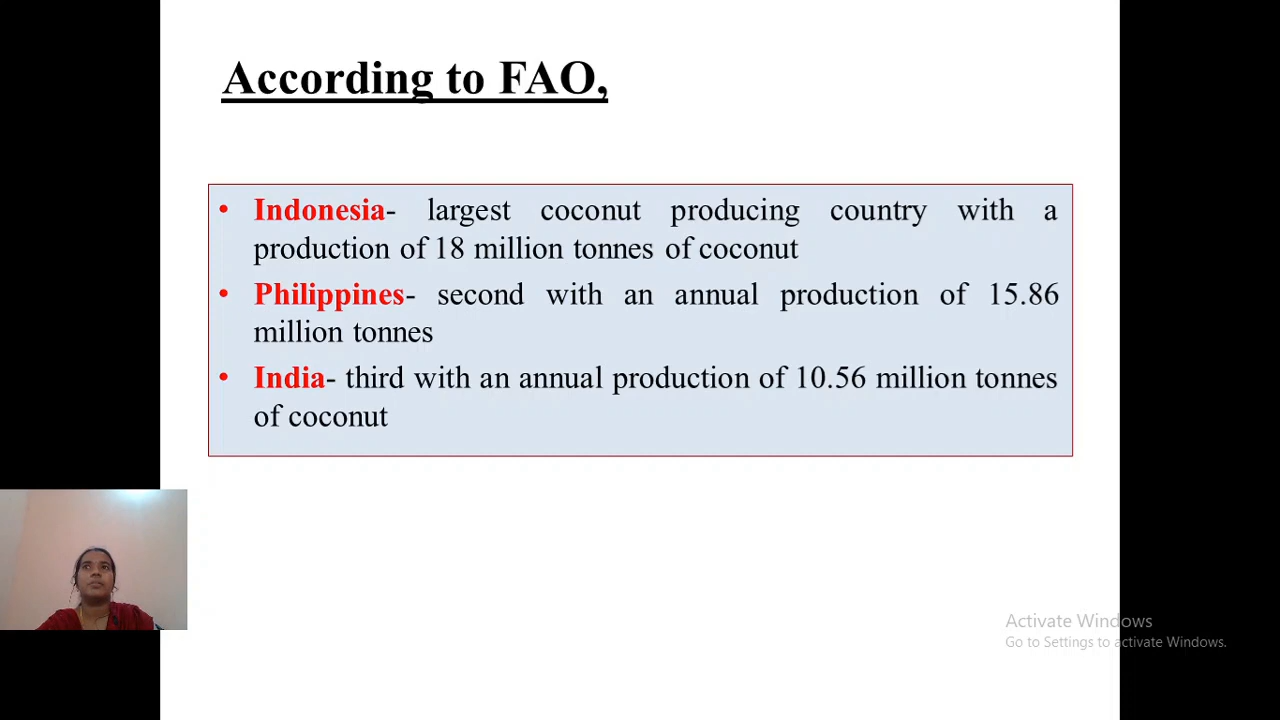 According to FAO,
• Indonesia- largest coconut producing country with a
production of 18 million tonnes of coconut
• Philippines- second with an annual production of 15.86
million tonnes
• India- third with an annual production of 10.56 million tonnes
of coconut
Activate Windows
Go to Settings to activate Windows.